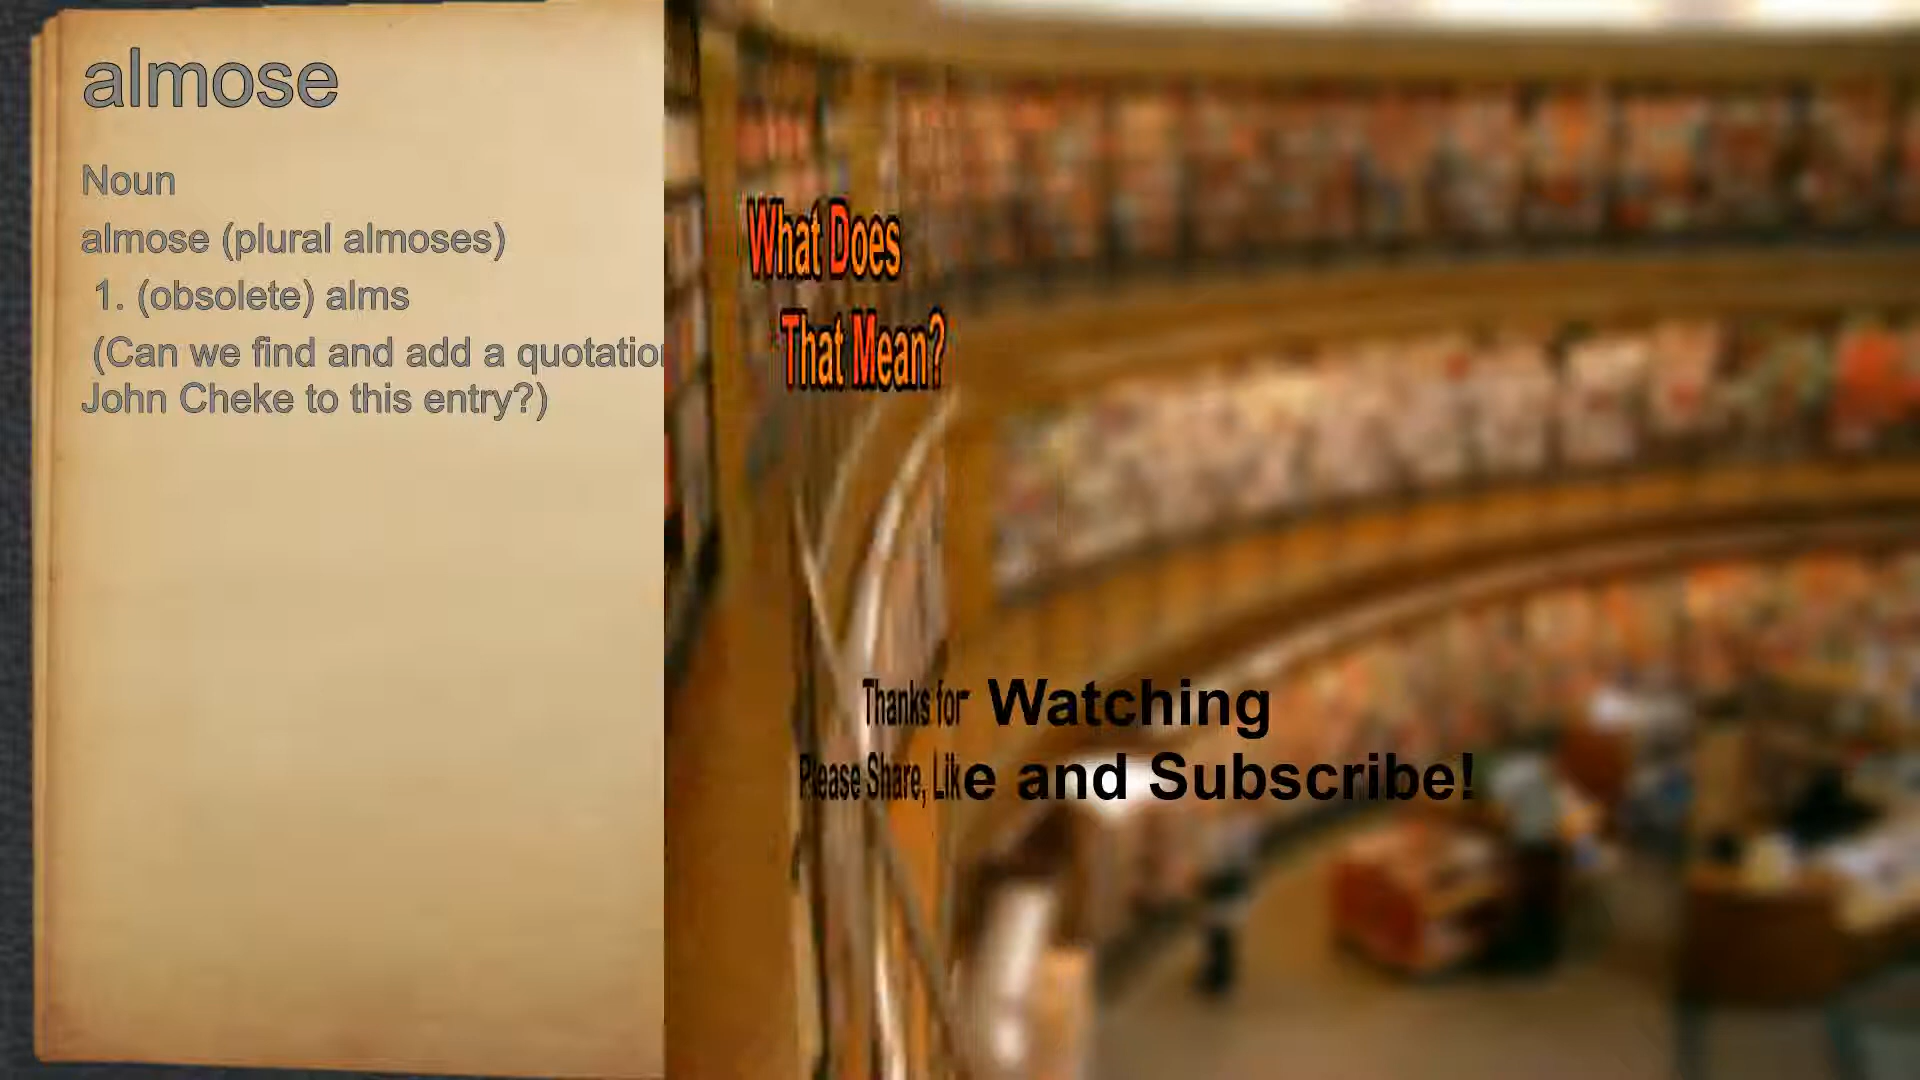 almose
Noun
almose (plural almoses)
1. (obsolete) alms
(Can we find and add a quotation
John Cheke to this entry?)
What Does
That Mean?
Thanks for Watching
Please Share, Like and Subscribe!